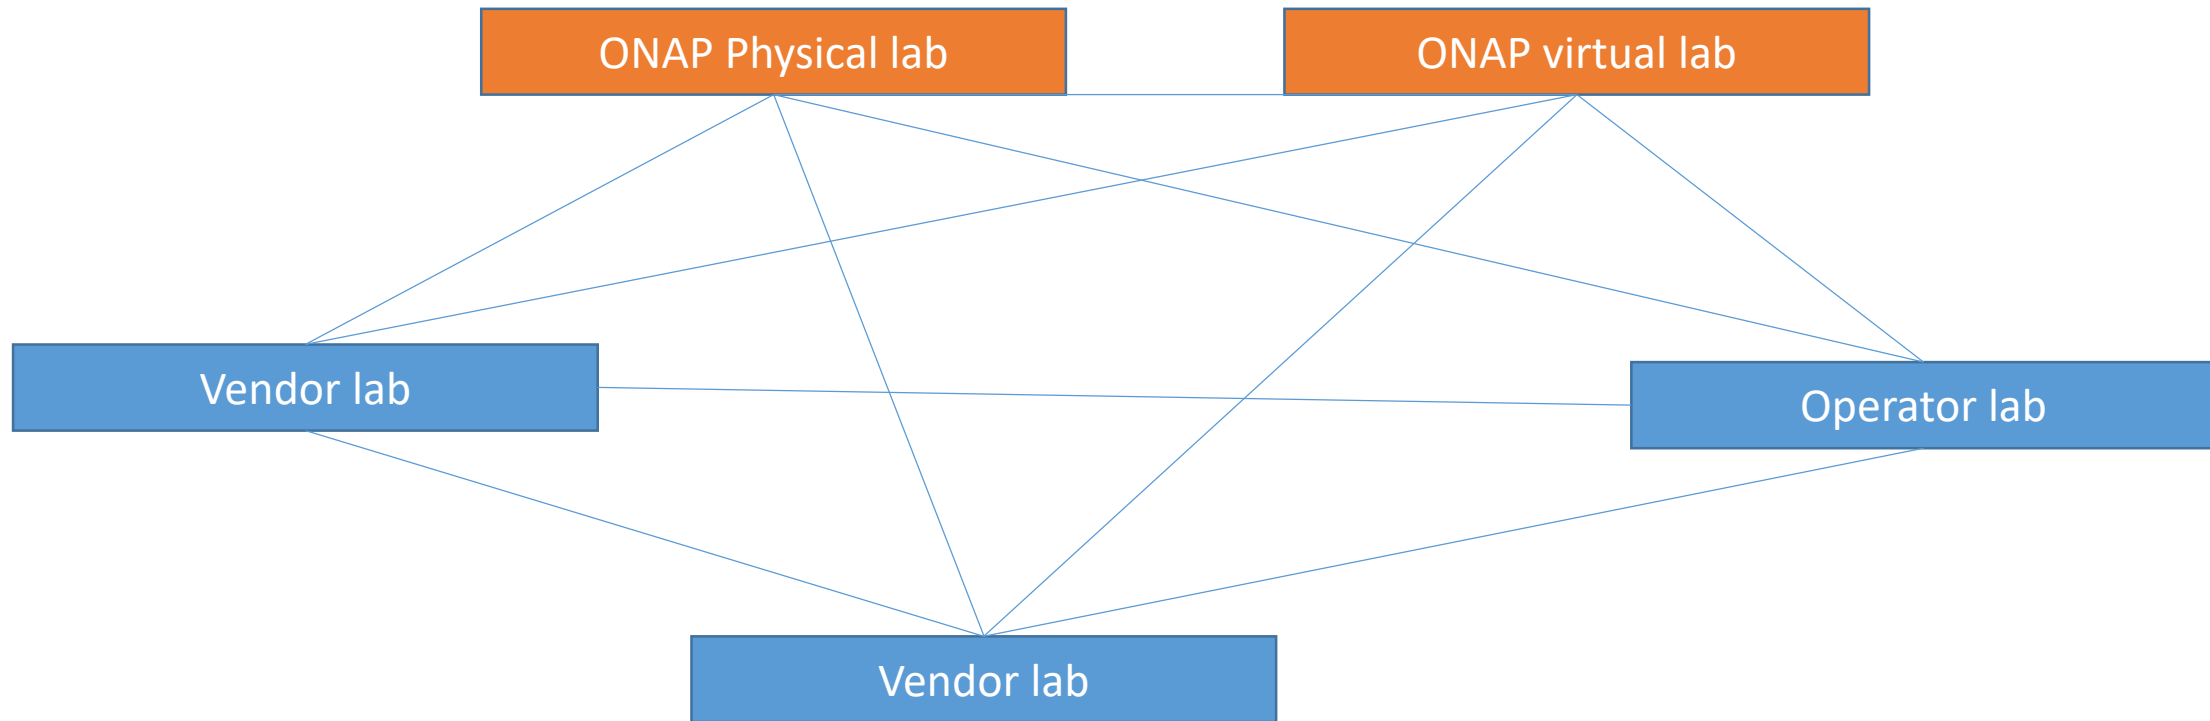 ONAP Physical lab
ONAP virtual lab
Vendor lab
Operator lab
Vendor lab